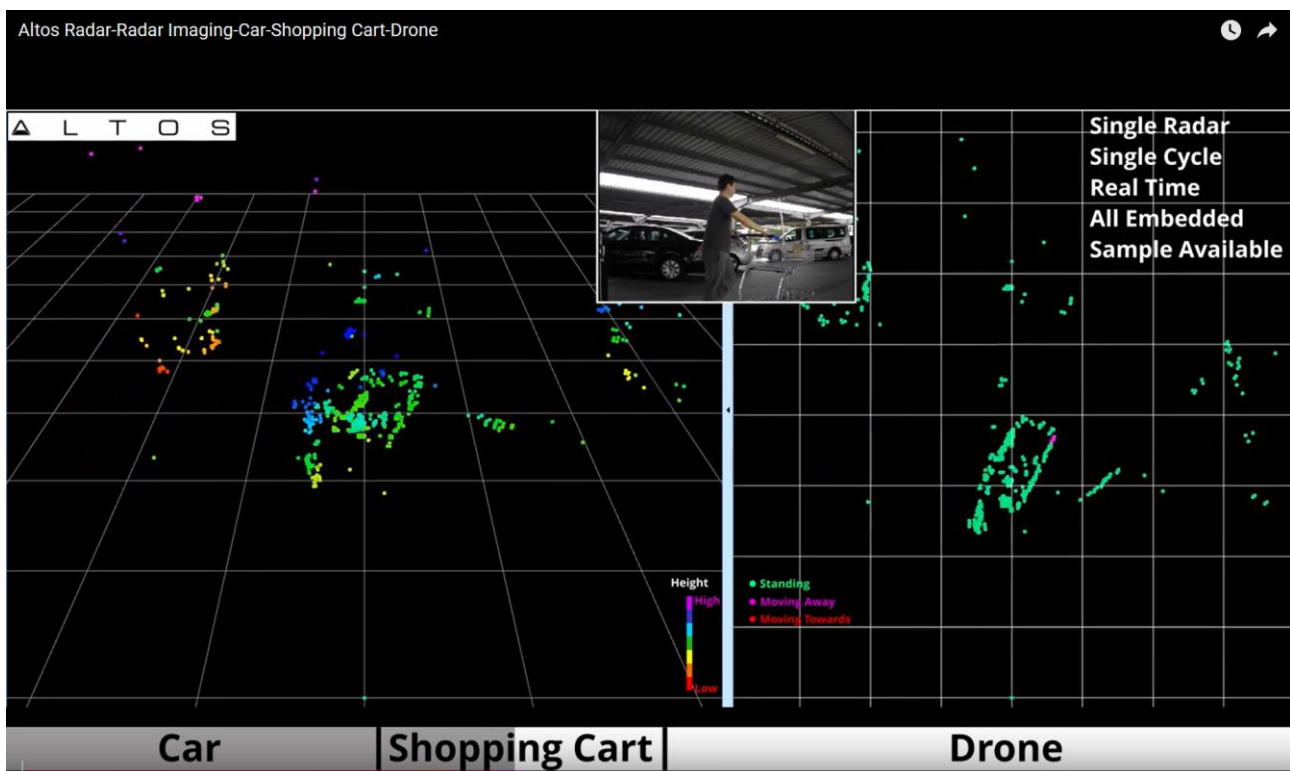 Altos Radar-Radar Imaging-Car-Shopping Cart-Drone
ALTOS
Single Radar
Single Cycle
Real Time
All Embedded
Sample Available
Height
High
Low
Standing
Moving Away
Moving Towards
Car
Shopping Cart
Drone